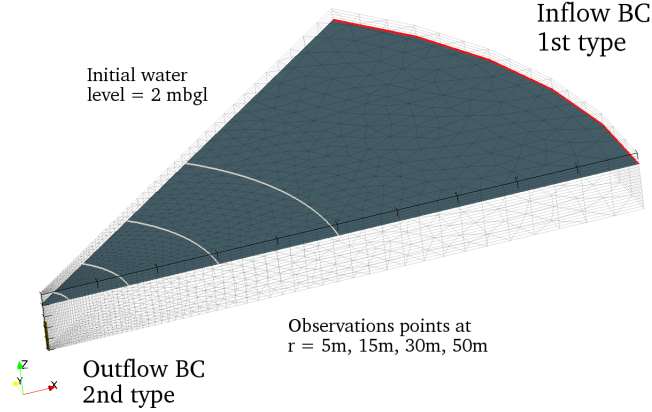 Inflow BC
1st type
Initial water
level = 2 mbgl
Observations points at
r = 5m, 15m, 30m, 50m
Outflow BC
2nd type
Z
Y
X